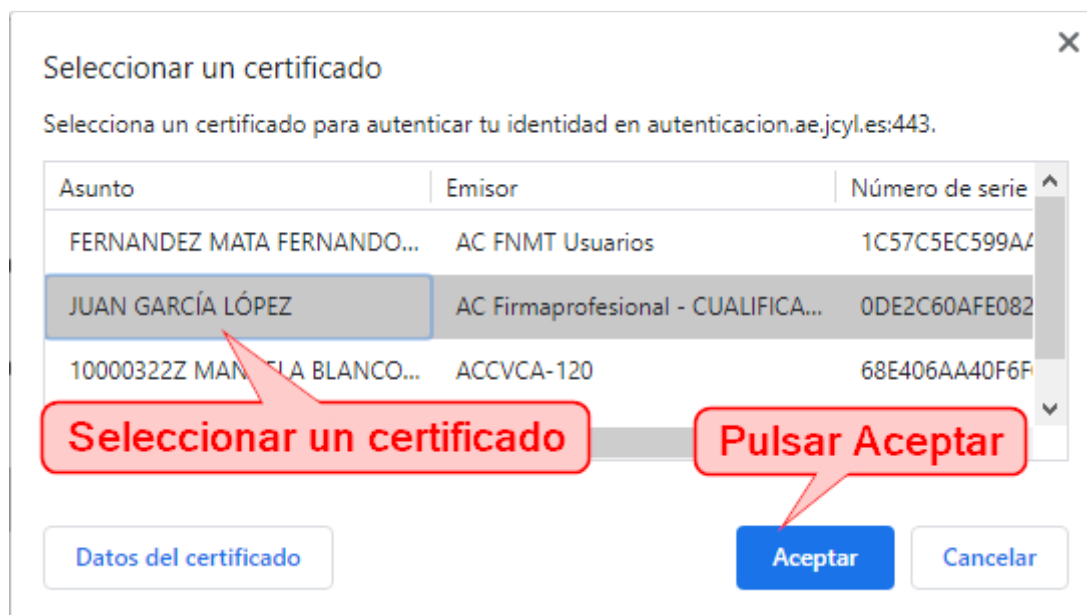 Seleccionar un certificado
Selecciona un certificado para autenticar tu identidad en autenticacion.ae.jcyl.es:443.
Asunto Emisor Número de serie
FERNANDEZ MATA FERNANDO... AC FNMT Usuarios 1C57C5EC599AA
JUAN GARCÍA LÓPEZ AC Firmaprofesional - CUALIFICA... 0DE2C60AFE082
10000322Z MAN ELA BLANCO... ACCVCA-120 68E406AA40F6F
Seleccionar un certificado
Pulsar Aceptar
Datos del certificado Aceptar Cancelar